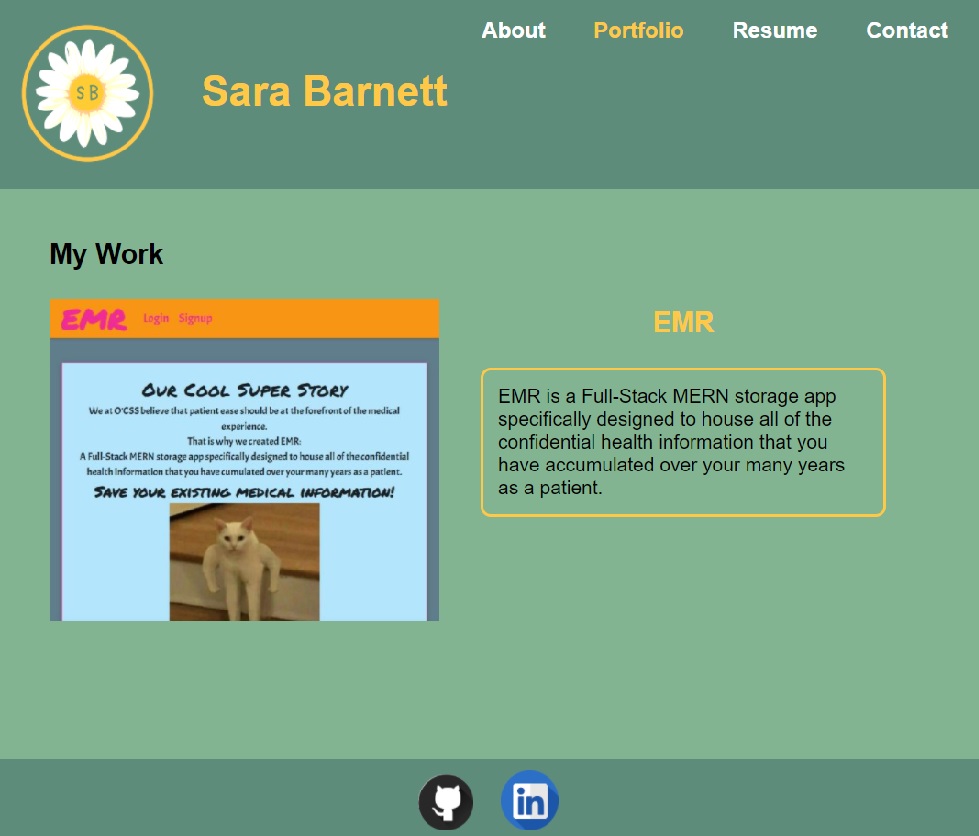 About Portfolio Resume Contact
S B
Sara Barnett
My Work
EMR Login Signup
Our Cool Super Story
We at O'CSS believe that patient ease should be at the forefront of the medical
experience.
That is why we created EMR:
A Full-Stack MERN storage app specifically designed to house all of the confidential
health information that you have cumulated over your many years as a patient.
Save your existing medical information!
EMR
EMR is a Full-Stack MERN storage app
specifically designed to house all of the
confidential health information that you
have accumulated over your many years
as a patient.
in